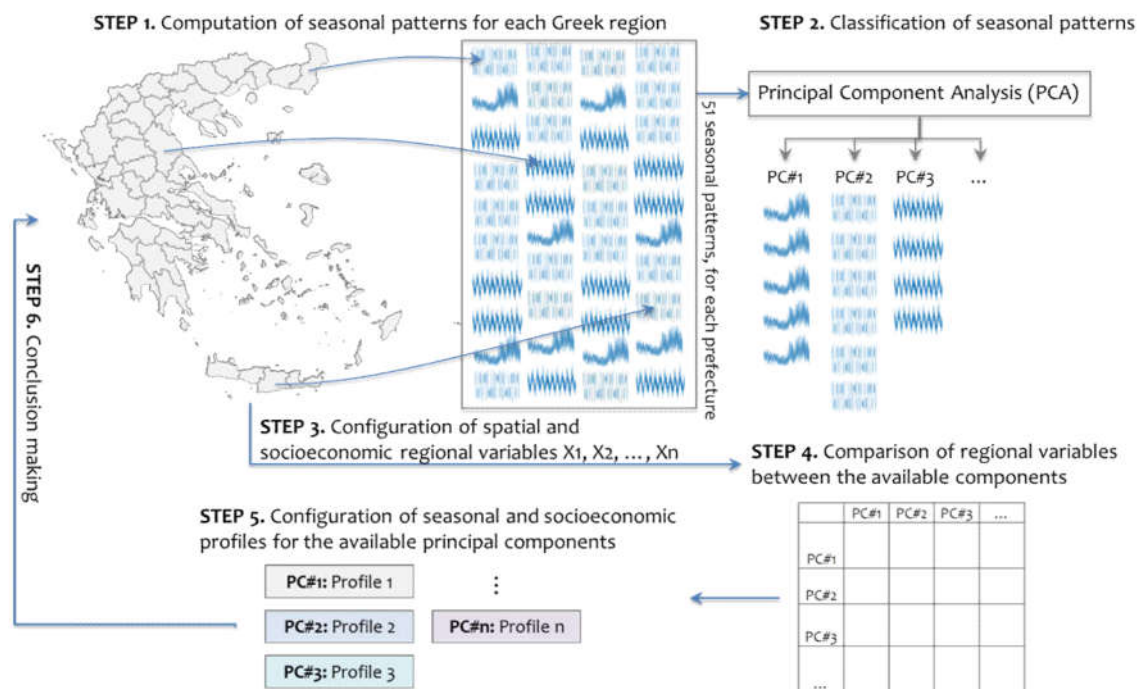 STEP 1. Computation of seasonal patterns for each Greek region
STEP 2. Classification of seasonal patterns
51 seasonal patterns, for each prefecture
Principal Component Analysis (PCA)
PC#1 PC#2 PC#3 ...
STEP 3. Configuration of spatial and
socioeconomic regional variables X1, X2, ... , Xn
STEP 4. Comparison of regional variables
between the available components
PC#1 PC#2 PC#3 ...
PC#1
PC#2
PC#3
...
STEP 5. Configuration of seasonal and socioeconomic
profiles for the available principal components
PC#1: Profile 1 ⋮
PC#2: Profile 2 PC#n: Profile n
PC#3: Profile 3
STEP 6. Conclusion making